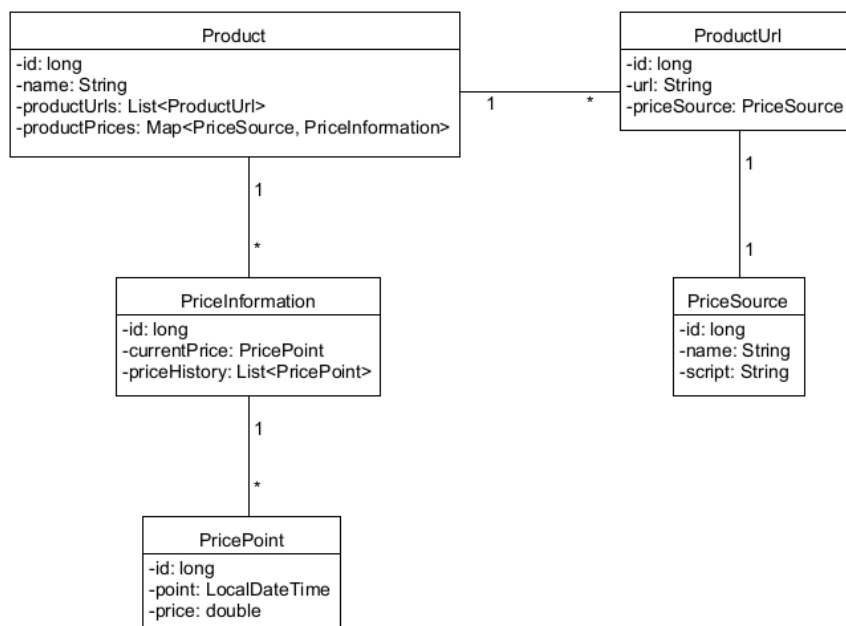 Product
-id: long
-name: String
-productUrls: List<ProductUrl>
-productPrices: Map<PriceSource, PriceInformation>
1
*
ProductUrl
-id: long
-url: String
-priceSource: PriceSource
1
*
1
1
PriceInformation
-id: long
-currentPrice: PricePoint
-priceHistory: List<PricePoint>
PriceSource
-id: long
-name: String
-script: String
1
*
PricePoint
-id: long
-point: LocalDateTime
-price: double